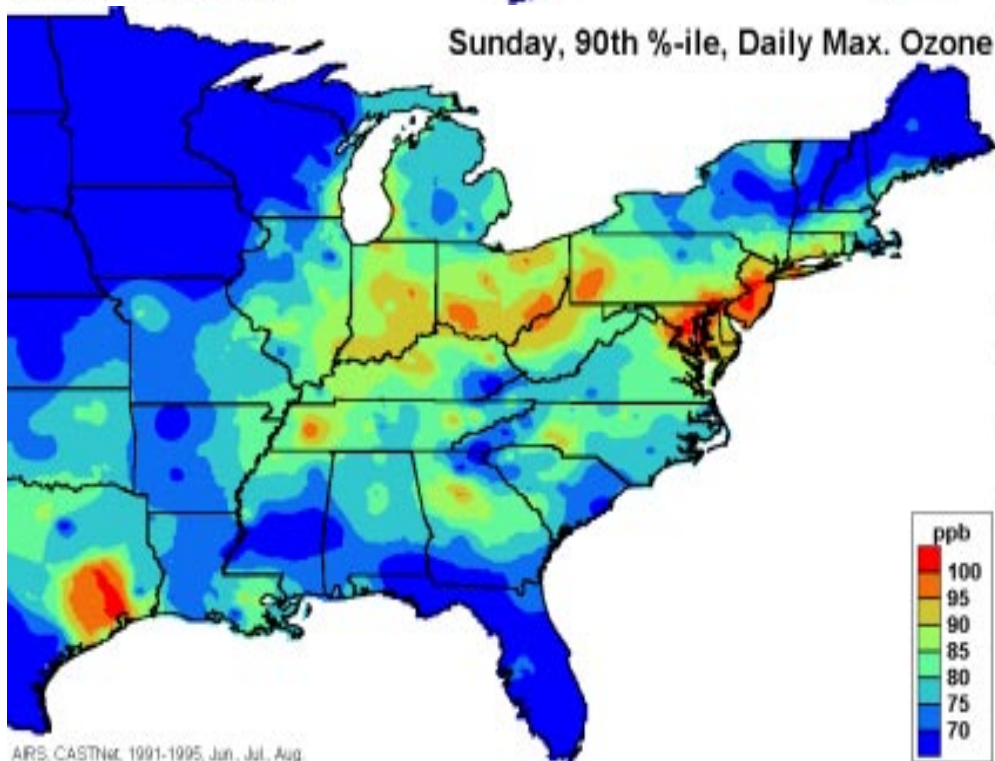 Sunday, 90th %-ile, Daily Max. Ozone
ppb
100
95
90
85
80
75
70
AIRS, CASTNet, 1991-1995, Jun., Jul., Aug.